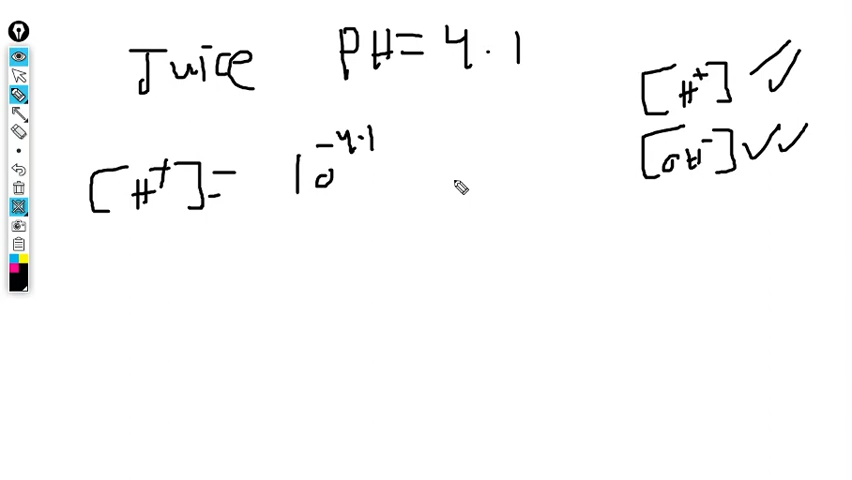 Juice PH = 4.1
[H⁺]
[OH⁻]
[H⁺] = 10⁻⁴·¹